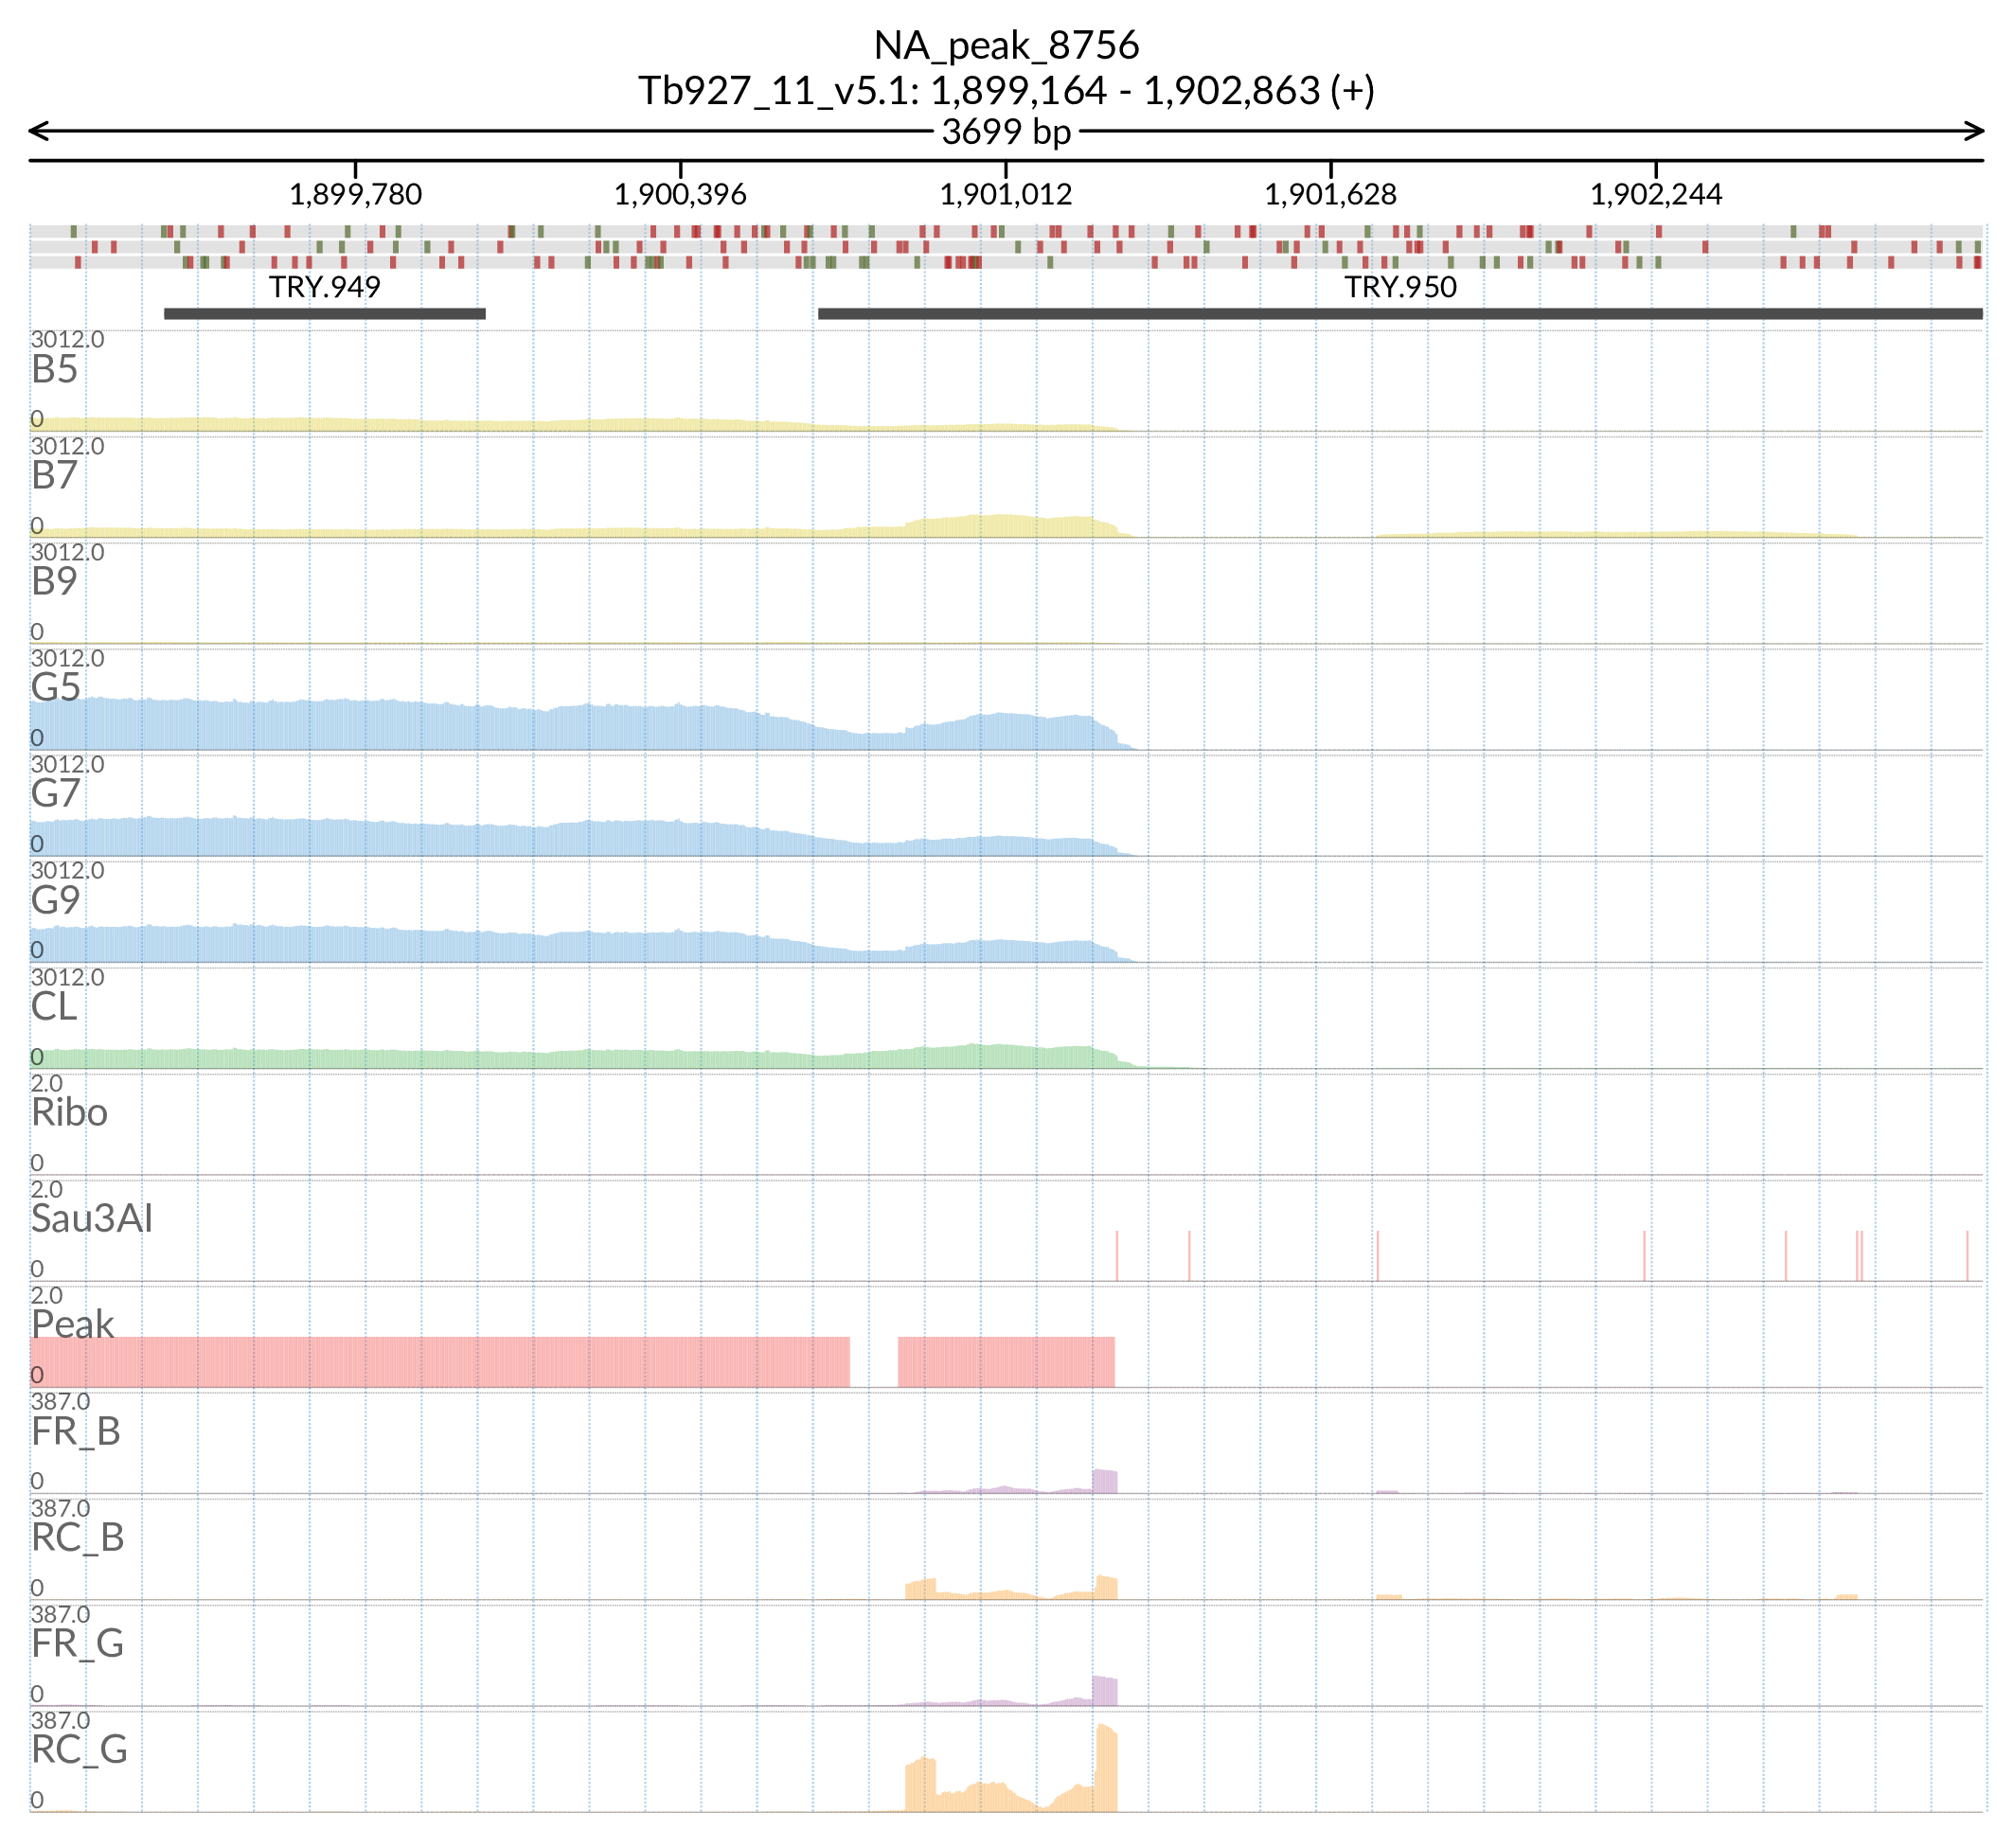 NA_peak_8756
Tb927_11_v5.1: 1,899,164 - 1,902,863 (+)
3699 bp
1,899,780 1,900,396 1,901,012 1,901,628 1,902,244
TRY.949 TRY.950
3012.0
B5
0
3012.0
B7
0
3012.0
B9
0
3012.0
G5
0
3012.0
G7
0
3012.0
G9
0
3012.0
CL
0
2.0
Ribo
0
2.0
Sau3AI
0
2.0
Peak
0
387.0
FR_B
0
387.0
RC_B
0
387.0
FR_G
0
387.0
RC_G
0